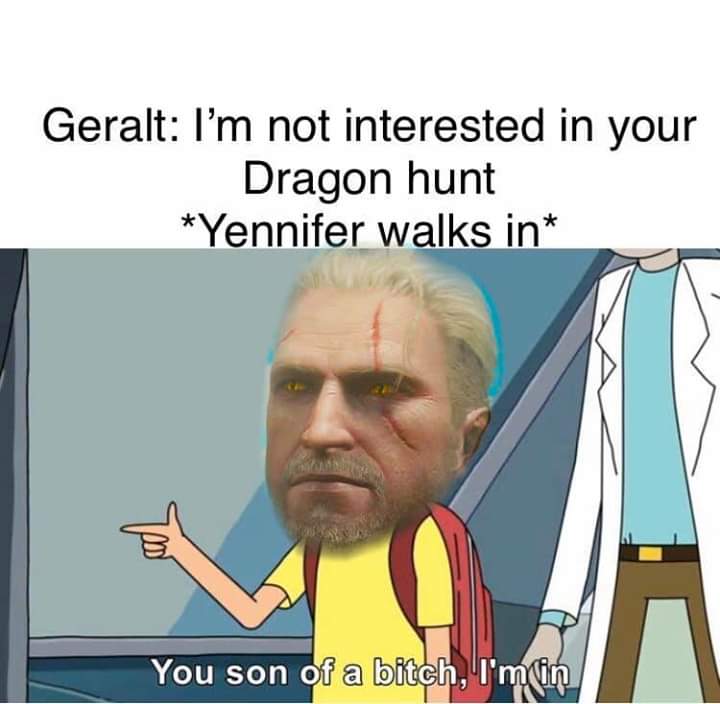 Geralt: I’m not interested in your
Dragon hunt
*Yennifer walks in*
You son of a bitch, I'm in